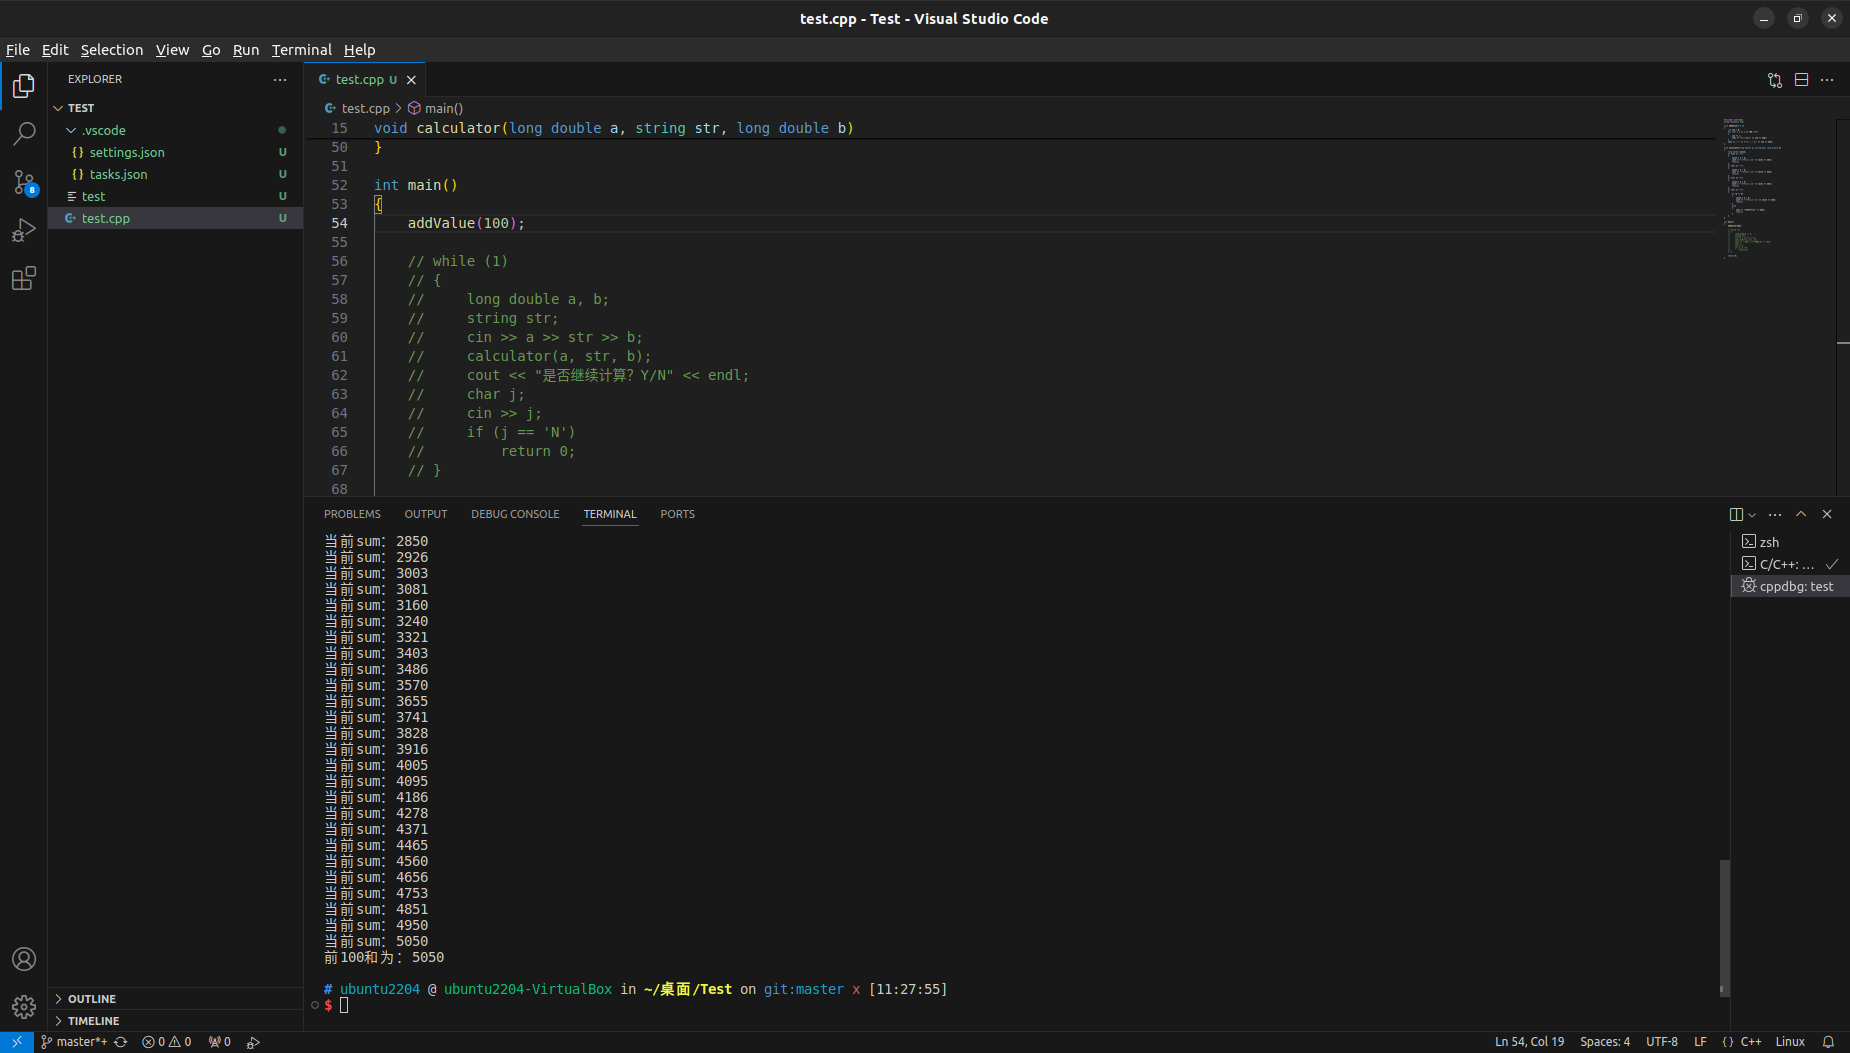 test.cpp - Test - Visual Studio Code
File Edit Selection View Go Run Terminal Help
EXPLORER
TEST
.vscode
{} settings.json U
{} tasks.json U
test U
test.cpp U
OUTLINE
TIMELINE
8
test.cpp U
test.cpp > main()
15 void calculator(long double a, string str, long double b)
50 }
51
52 int main()
53 {
54 addValue(100);
55
56 // while (1)
57 // {
58 // long double a, b;
59 // string str;
60 // cin >> a >> str >> b;
61 // calculator(a, str, b);
62 // cout << "是否继续计算？Y/N" << endl;
63 // char j;
64 // cin >> j;
65 // if (j == 'N')
66 // return 0;
67 // }
68
PROBLEMS OUTPUT DEBUG CONSOLE TERMINAL PORTS
当前sum：2850
当前sum：2926
当前sum：3003
当前sum：3081
当前sum：3160
当前sum：3240
当前sum：3321
当前sum：3403
当前sum：3486
当前sum：3570
当前sum：3655
当前sum：3741
当前sum：3828
当前sum：3916
当前sum：4005
当前sum：4095
当前sum：4186
当前sum：4278
当前sum：4371
当前sum：4465
当前sum：4560
当前sum：4656
当前sum：4753
当前sum：4851
当前sum：4950
当前sum：5050
前100和为：5050
# ubuntu2204 @ ubuntu2204-VirtualBox in ~/桌面/Test on git:master x [11:27:55]
$
zsh
C/C++: ...
cppdbg: test
master*+ 0 0 0 Ln 54, Col 19 Spaces: 4 UTF-8 LF {} C++ Linux